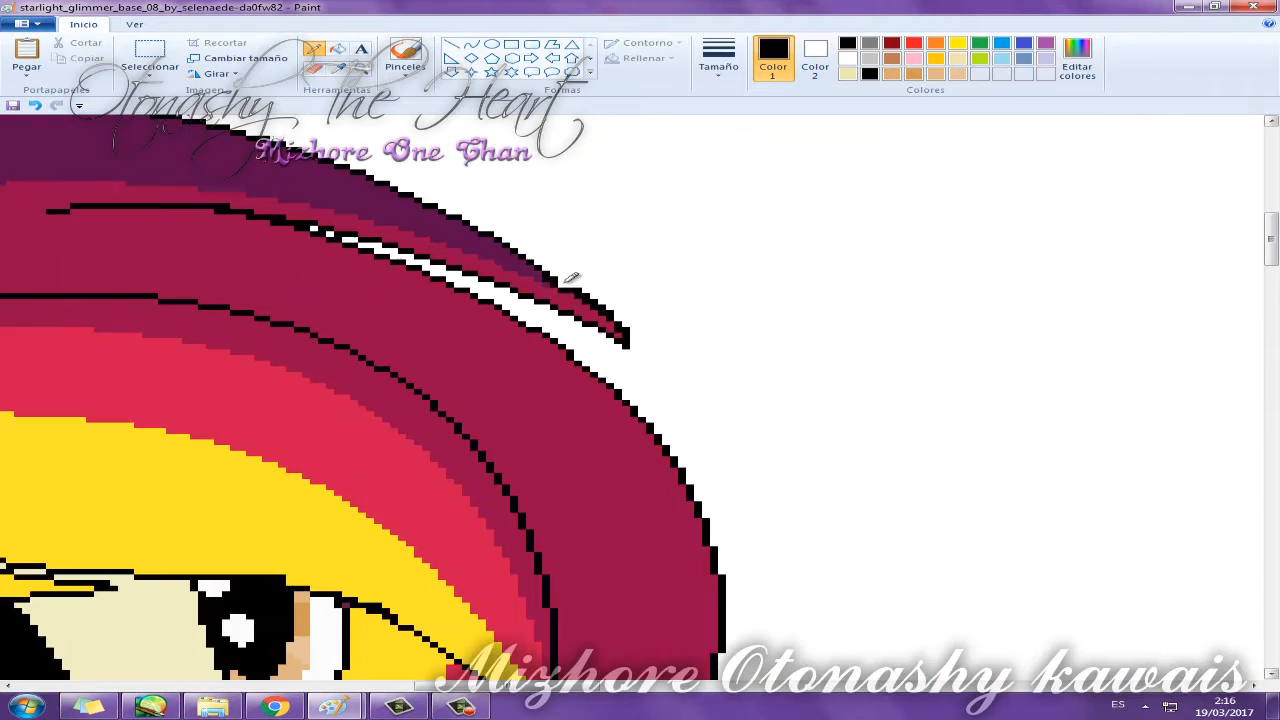 starlight_glimmer_base_08_by_selenaede-da0fw82 - Paint
Inicio Ver
Pegar
Cortar
Copiar
Portapapeles
Seleccionar
Recortar
Cambiar tamaño
Girar
Imagen
Herramientas
Pinceles
Contorno
Rellenar
Formas
Tamaño
Color 1
Color 2
Editar colores
Colores
Otonashy The Heart
Mizhore One Chan
Mizhore Otonashy kawais
ES
2:16
19/03/2017